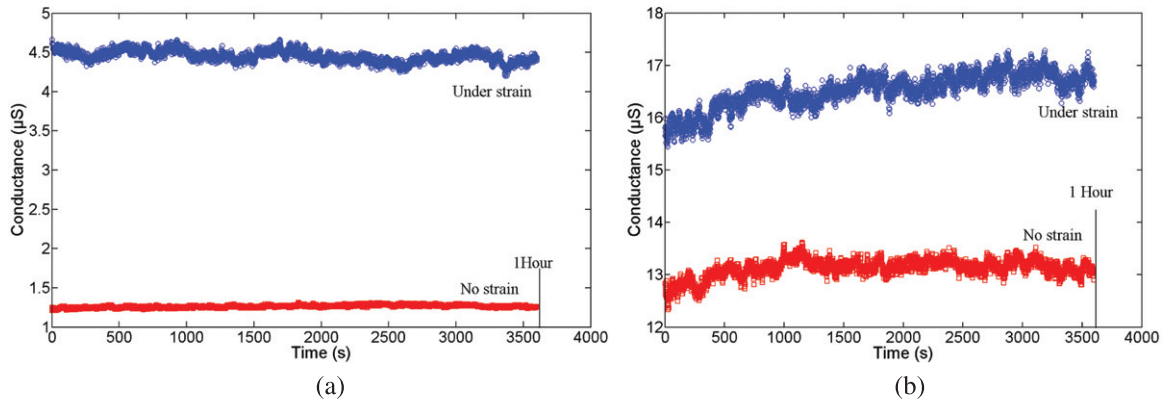 5
4.5
4
3.5
3
2.5
2
1.5
1
Conductance (µS)
Under strain
No strain
1Hour
0 500 1000 1500 2000 2500 3000 3500 4000
Time (s)
(a)
18
17
16
15
14
13
12
Conductance (µS)
Under strain
1 Hour
No strain
0 500 1000 1500 2000 2500 3000 3500 4000
Time (s)
(b)